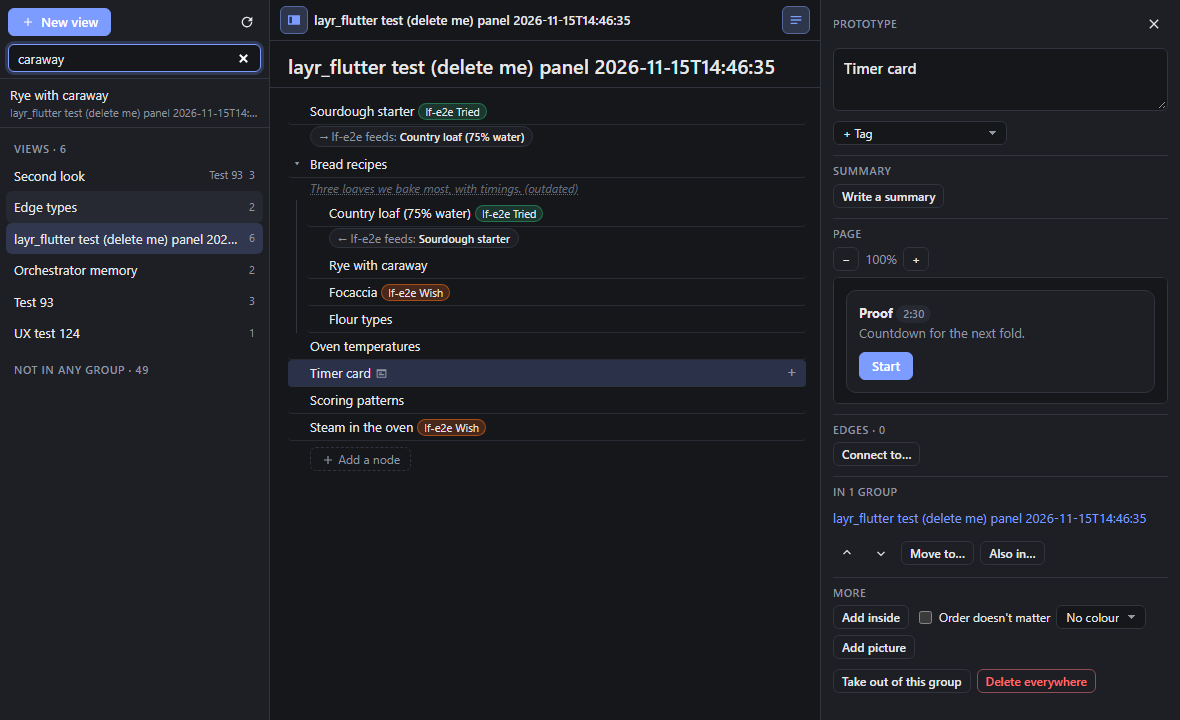 + New view
caraway
Rye with caraway
layr_flutter test (delete me) panel 2026-11-15T14:...
VIEWS · 6
Second look Test 93 3
Edge types 2
layr_flutter test (delete me) panel 202... 6
Orchestrator memory 2
Test 93 3
UX test 124 1
NOT IN ANY GROUP · 49
layr_flutter test (delete me) panel 2026-11-15T14:46:35
layr_flutter test (delete me) panel 2026-11-15T14:46:35
Sourdough starter lf-e2e Tried
→ lf-e2e feeds: Country loaf (75% water)
Bread recipes
Three loaves we bake most, with timings. (outdated)
Country loaf (75% water) lf-e2e Tried
← lf-e2e feeds: Sourdough starter
Rye with caraway
Focaccia lf-e2e Wish
Flour types
Oven temperatures
Timer card +
Scoring patterns
Steam in the oven lf-e2e Wish
+ Add a node
PROTOTYPE
Timer card
+ Tag
SUMMARY
Write a summary
PAGE
− 100% +
Proof 2:30
Countdown for the next fold.
Start
EDGES · 0
Connect to...
IN 1 GROUP
layr_flutter test (delete me) panel 2026-11-15T14:46:35
Move to... Also in...
MORE
Add inside Order doesn't matter No colour
Add picture
Take out of this group Delete everywhere